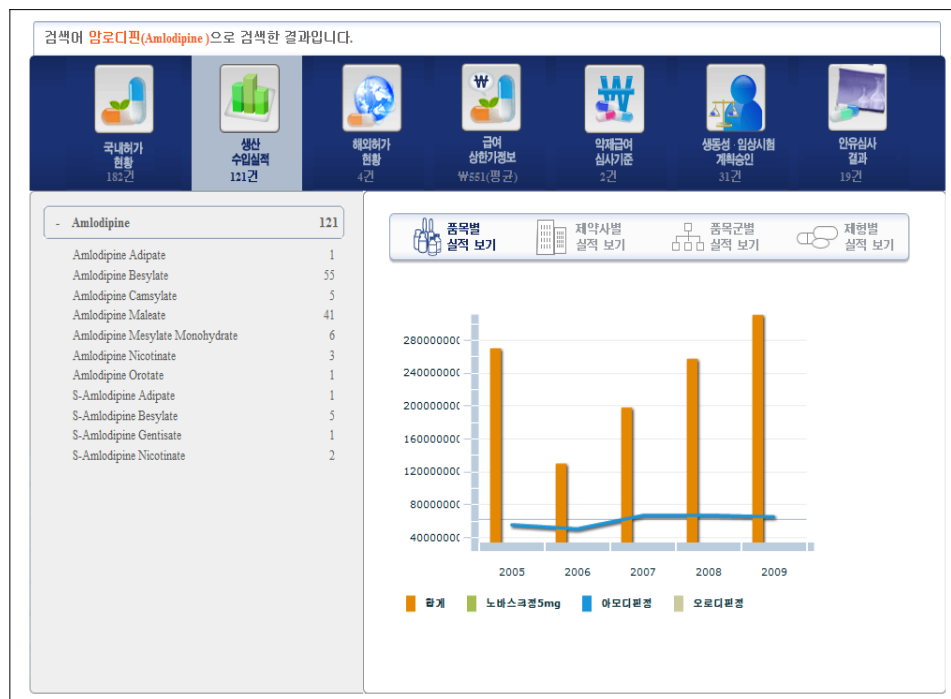 검색어 암로디핀(Amlodipine )으로 검색한 결과입니다.
국내허가
현황
182건
생산
수입실적
121건
해외허가
현황
4건
급여
상한가정보
₩551(평균)
약제급여
심사기준
2건
생동성·임상시험
계획승인
31건
안유심사
결과
19건
- Amlodipine 121
Amlodipine Adipate 1
Amlodipine Besylate 55
Amlodipine Camsylate 5
Amlodipine Maleate 41
Amlodipine Mesylate Monohydrate 6
Amlodipine Nicotinate 3
Amlodipine Orotate 1
S-Amlodipine Adipate 1
S-Amlodipine Besylate 5
S-Amlodipine Gentisate 1
S-Amlodipine Nicotinate 2
품목별
실적 보기
제약사별
실적 보기
품목군별
실적 보기
제형별
실적 보기
28000000(
24000000(
20000000(
16000000(
12000000(
80000000(
40000000(
2005 2006 2007 2008 2009
합계 노바스크정5mg 아모디핀정 오로디핀정